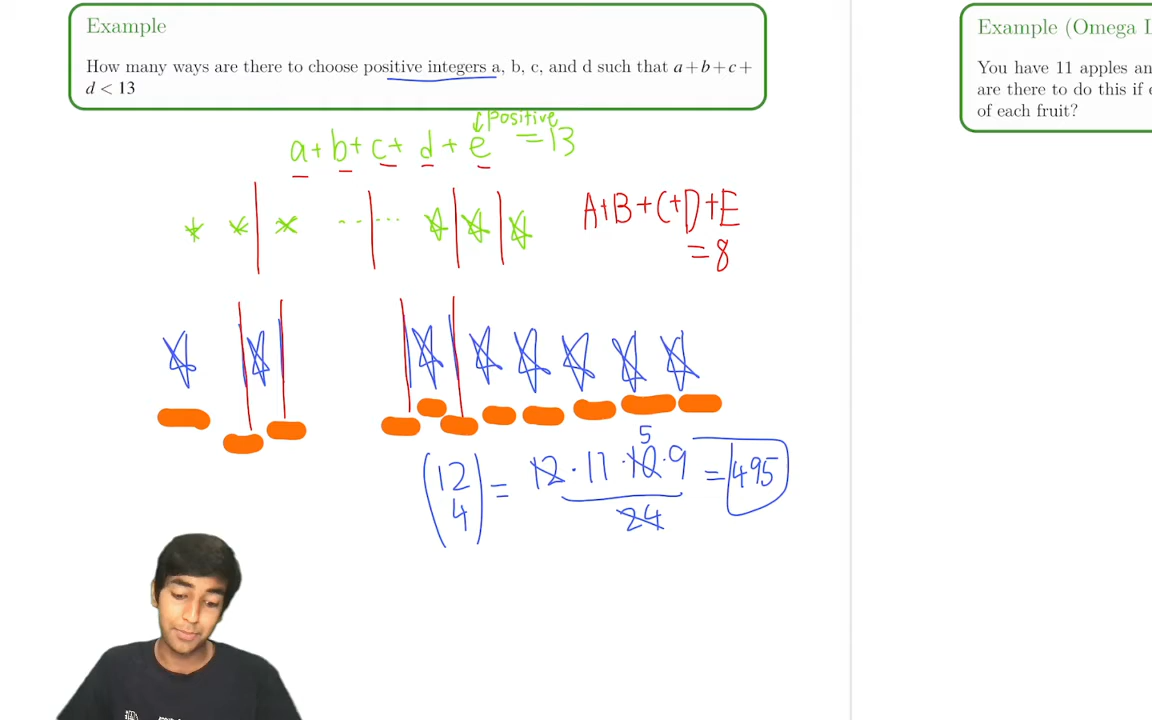 Example
How many ways are there to choose positive integers a, b, c, and d such that a + b + c +
d < 13
positive
a + b + c + d + e = 13
A+B+C+D+E
= 8
5
(12 4) = 12 · 11 · 10 · 9 / 24 = 495
Example (Omega L
You have 11 apples an
are there to do this if e
of each fruit?